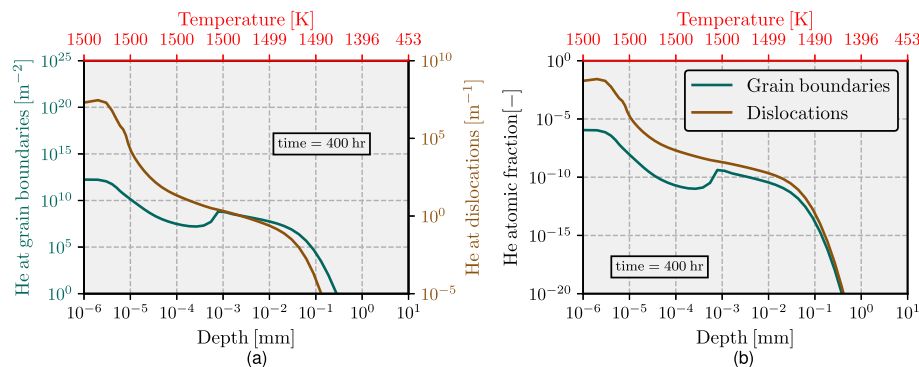 Temperature [K]
1500 1500 1500 1500 1499 1490 1396 453
10^25
10^20
10^15
10^10
10^5
10^0
He at grain boundaries [m^−2]
10^10
10^5
10^0
10^−5
He at dislocations [m^−1]
time = 400 hr
10^−6 10^−5 10^−4 10^−3 10^−2 10^−1 10^0 10^1
Depth [mm]
(a)
Temperature [K]
1500 1500 1500 1500 1499 1490 1396 453
10^0
10^−5
10^−10
10^−15
10^−20
He atomic fraction[−]
Grain boundaries
Dislocations
time = 400 hr
10^−6 10^−5 10^−4 10^−3 10^−2 10^−1 10^0 10^1
Depth [mm]
(b)